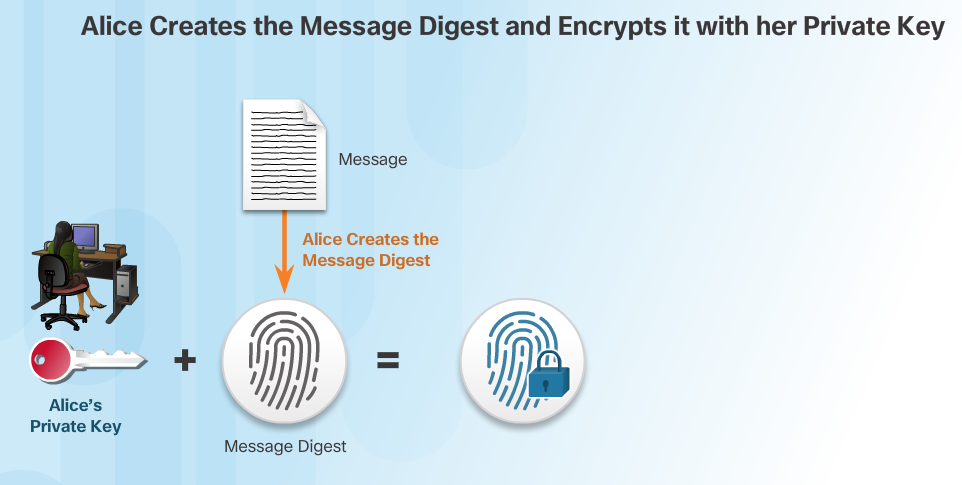 Alice Creates the Message Digest and Encrypts it with her Private Key
Message
Alice Creates the
Message Digest
+
=
Alice's
Private Key
Message Digest